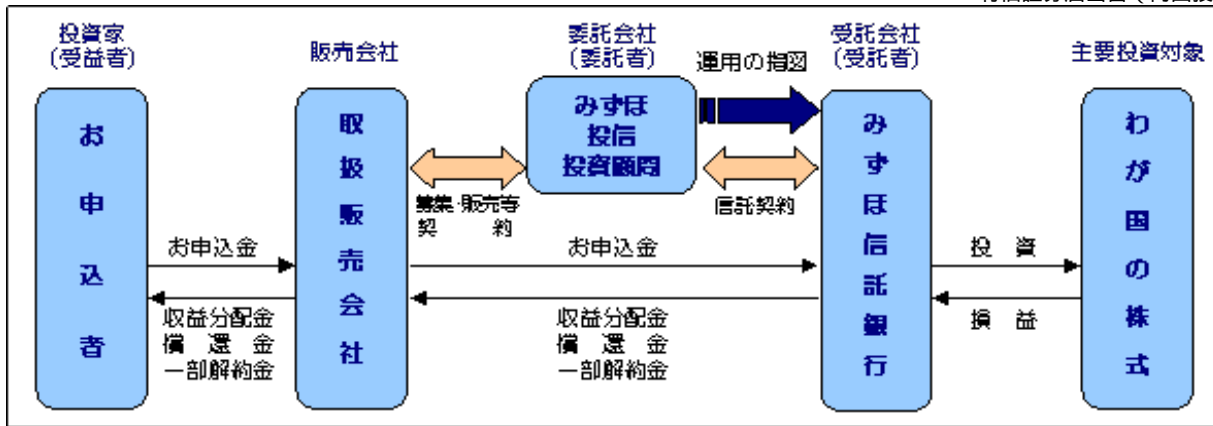 投資家
(受益者)
お申込者
販売会社
取扱販売会社
委託会社
(委託者)
みずほ
投信
投資顧問
運用の指図
受託会社
(受託者)
みずほ信託銀行
主要投資対象
わが国の株式
募集・販売等
契約
信託契約
お申込金
お申込金
投資
収益分配金
償還金
一部解約金
収益分配金
償還金
一部解約金
損益